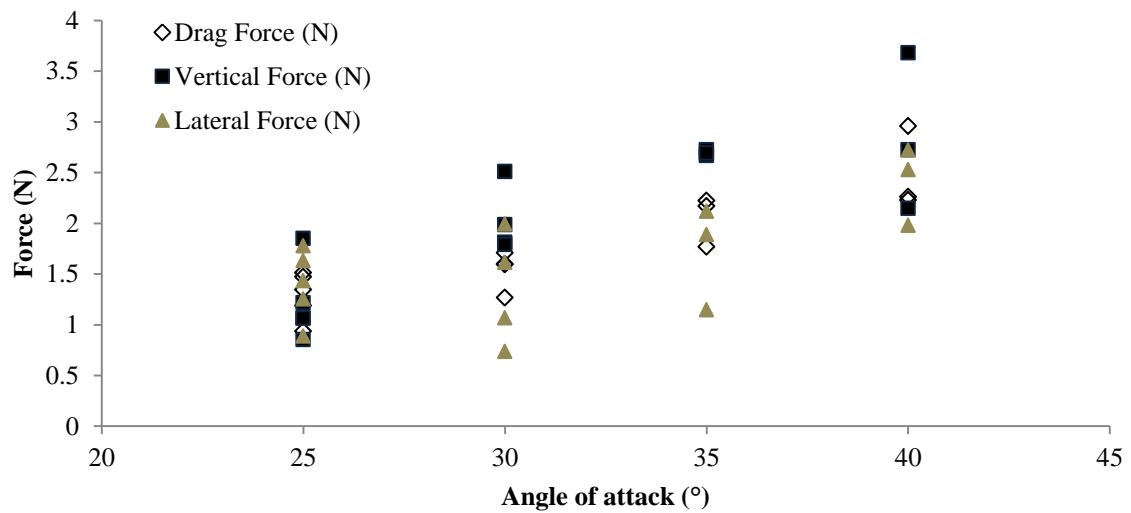 4
3.5
3
2.5
2
1.5
1
0.5
0
Drag Force (N)
Vertical Force (N)
Lateral Force (N)
Force (N)
20 25 30 35 40 45
Angle of attack (°)